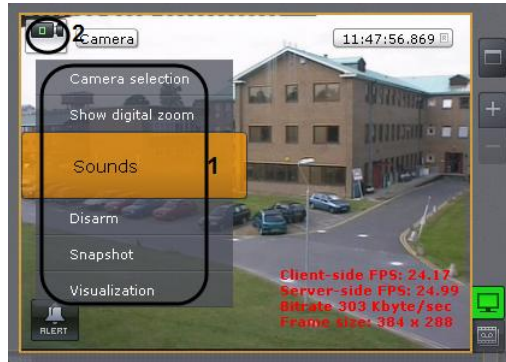 2
Camera
11:47:56.869
Camera selection
Show digital zoom
Sounds
1
Disarm
Snapshot
Visualization
Client-side FPS: 24.17
Server-side FPS: 24.99
Bitrate 303 Kbyte/sec
Frame size: 384 x 288
ALERT